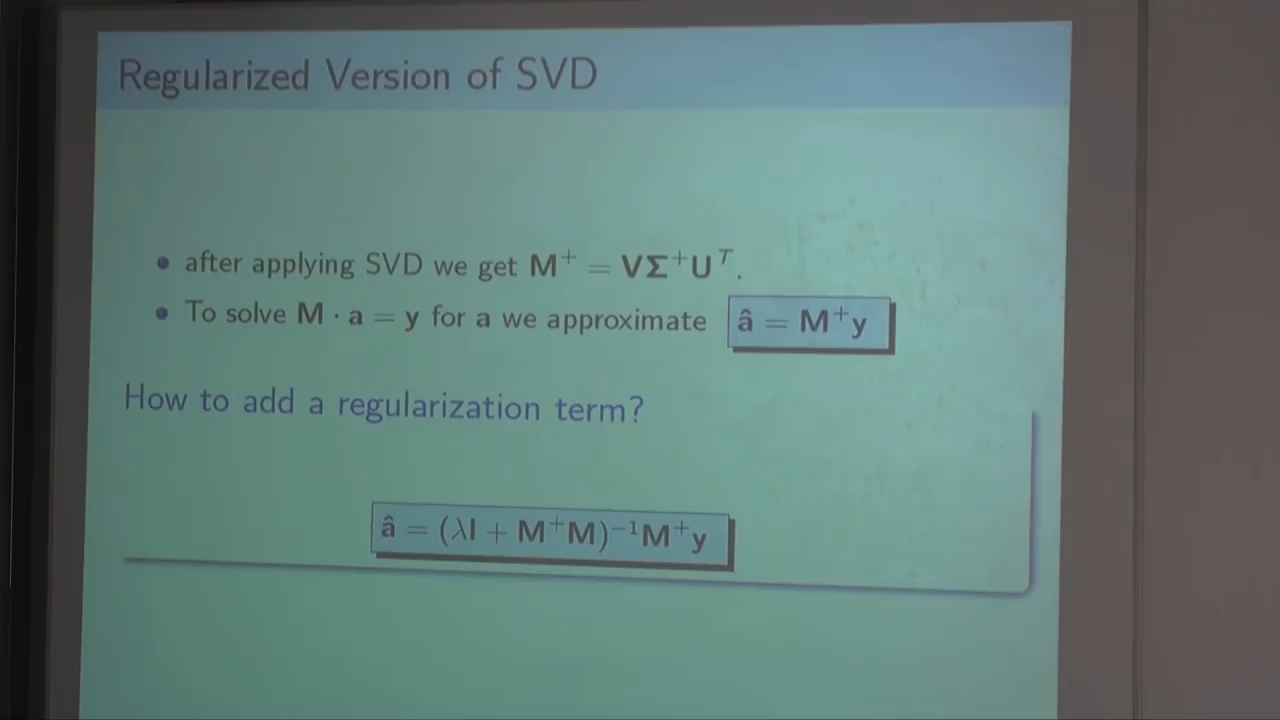 Regularized Version of SVD
• after applying SVD we get M⁺ = VΣ⁺Uᵀ.
• To solve M · a = y for a we approximate â = M⁺y
How to add a regularization term?
â = (λI + M⁺M)⁻¹M⁺y